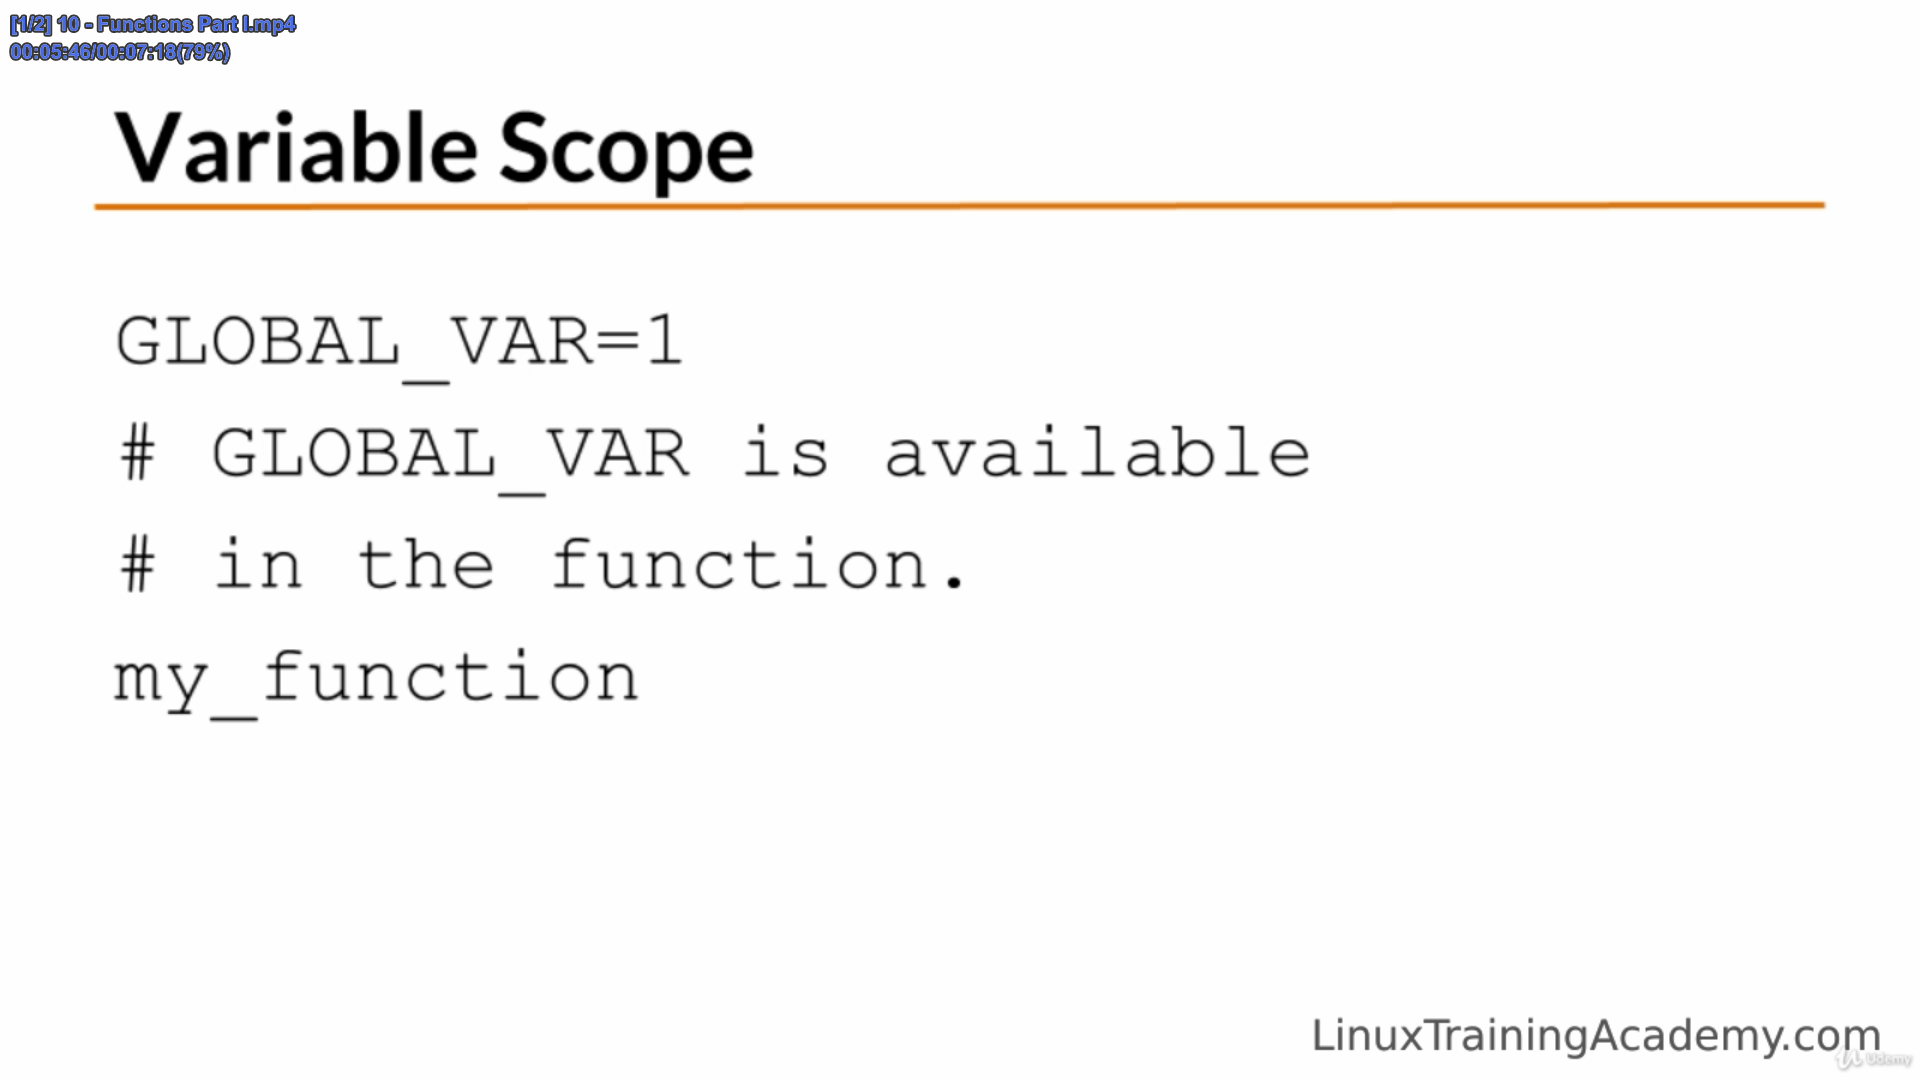 [1/2] 10 - Functions Part I.mp4
00:05:46/00:07:18(79%)
Variable Scope
GLOBAL_VAR=1
# GLOBAL_VAR is available
# in the function.
my_function
LinuxTrainingAcademy.com
Udemy